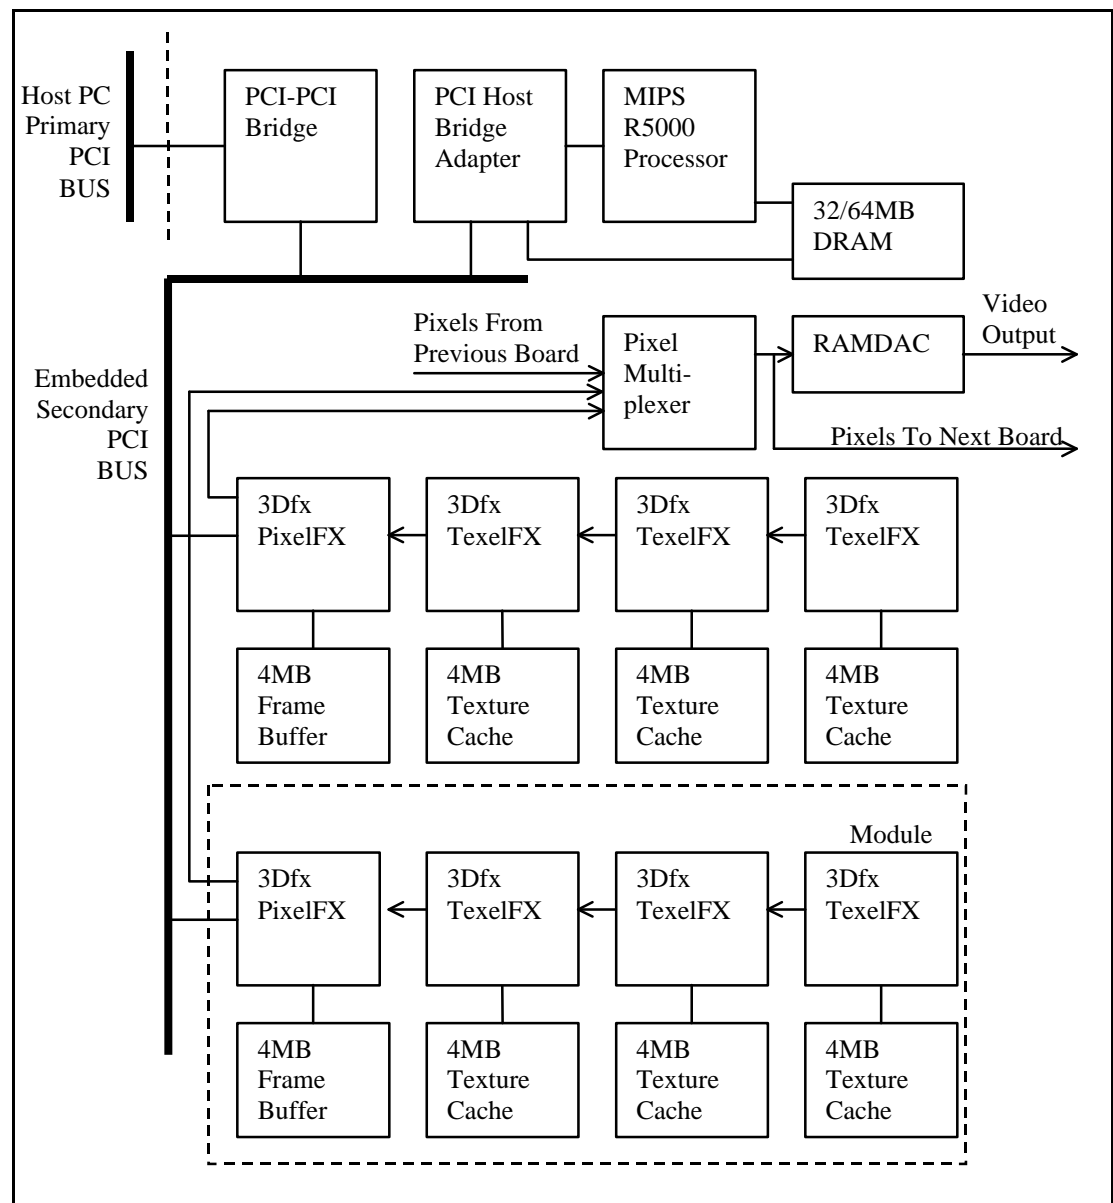 Host PC
Primary
PCI
BUS
PCI-PCI
Bridge
PCI Host
Bridge
Adapter
MIPS
R5000
Processor
32/64MB
DRAM
Pixels From
Previous Board
Pixel
Multi-
plexer
RAMDAC
Video
Output
Pixels To Next Board
Embedded
Secondary
PCI
BUS
3Dfx
PixelFX
3Dfx
TexelFX
3Dfx
TexelFX
3Dfx
TexelFX
4MB
Frame
Buffer
4MB
Texture
Cache
4MB
Texture
Cache
4MB
Texture
Cache
Module
3Dfx
PixelFX
3Dfx
TexelFX
3Dfx
TexelFX
3Dfx
TexelFX
4MB
Frame
Buffer
4MB
Texture
Cache
4MB
Texture
Cache
4MB
Texture
Cache